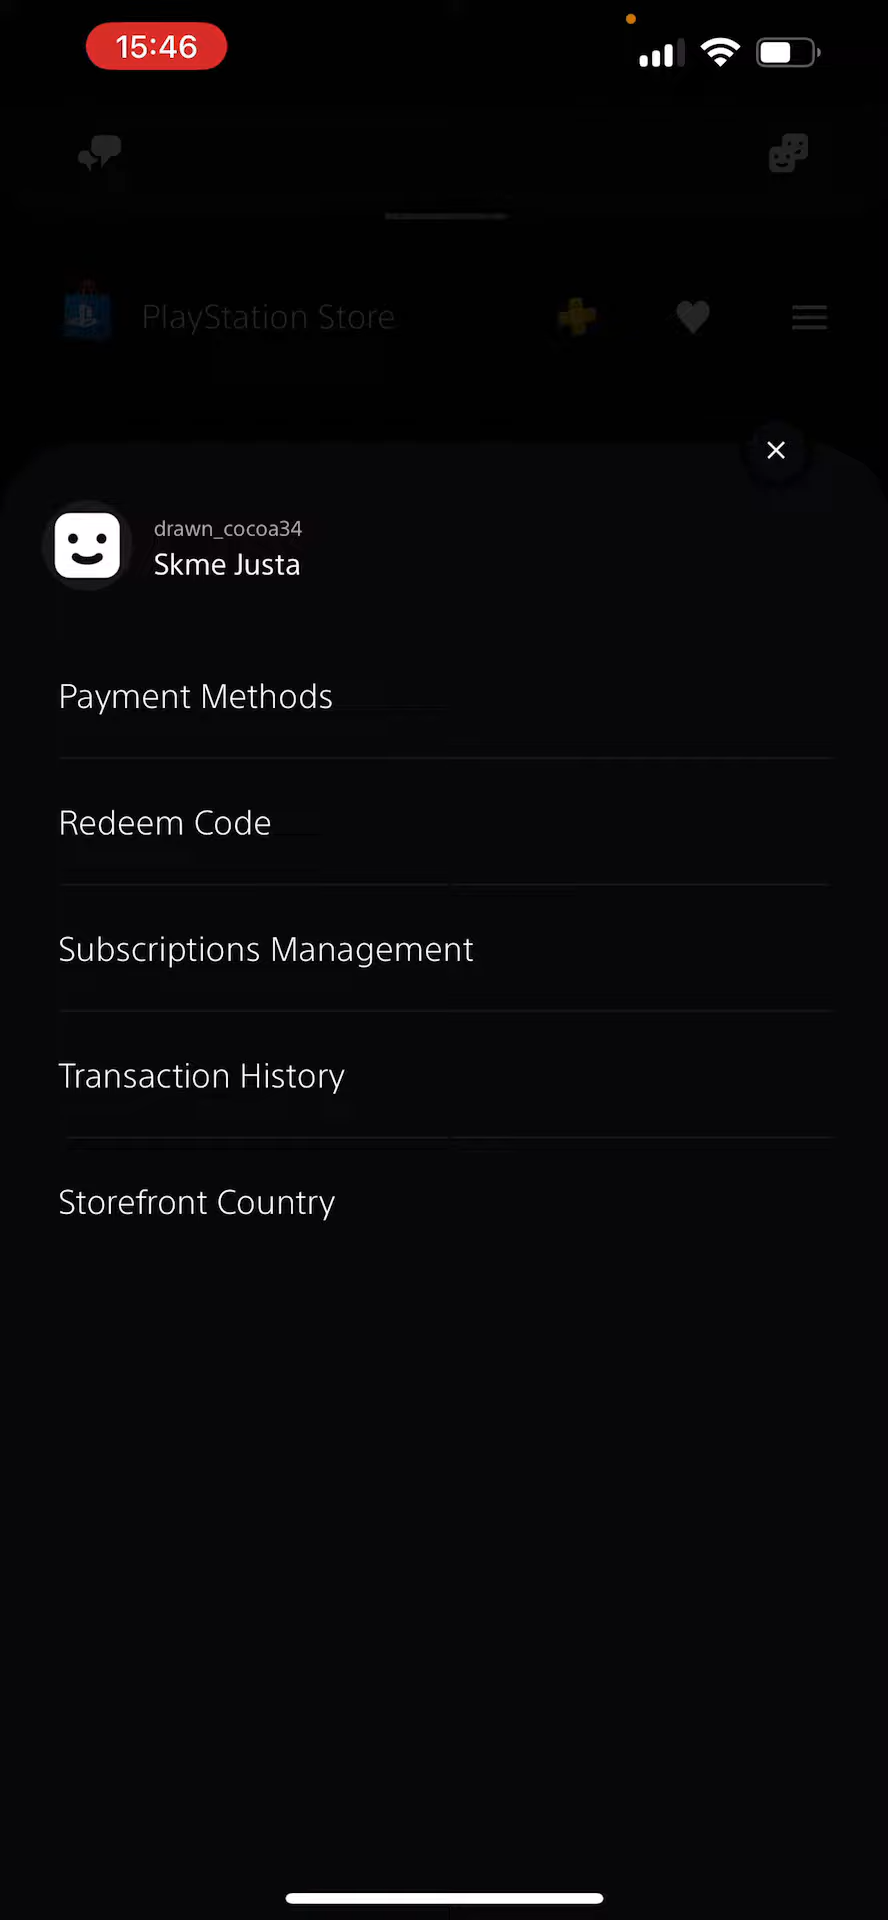 15:46
PlayStation Store
drawn_cocoa34
Skme Justa
Payment Methods
Redeem Code
Subscriptions Management
Transaction History
Storefront Country